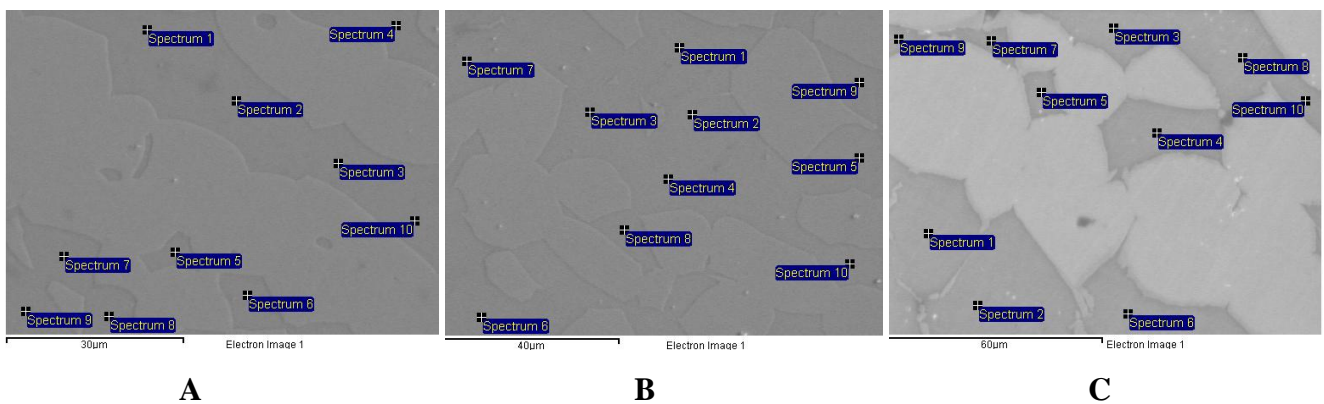 Spectrum 1
Spectrum 4
Spectrum 2
Spectrum 3
Spectrum 10
Spectrum 7
Spectrum 5
Spectrum 6
Spectrum 9
Spectrum 8
30µm
Electron Image 1
A
Spectrum 1
Spectrum 7
Spectrum 9
Spectrum 3
Spectrum 2
Spectrum 5
Spectrum 4
Spectrum 8
Spectrum 10
Spectrum 6
40µm
Electron Image 1
B
Spectrum 3
Spectrum 9
Spectrum 7
Spectrum 8
Spectrum 5
Spectrum 10
Spectrum 4
Spectrum 1
Spectrum 2
Spectrum 6
60µm
Electron Image 1
C